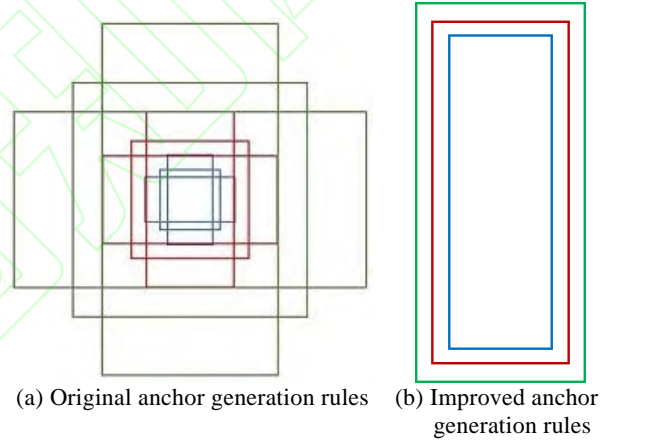 (a) Original anchor generation rules
(b) Improved anchor
generation rules